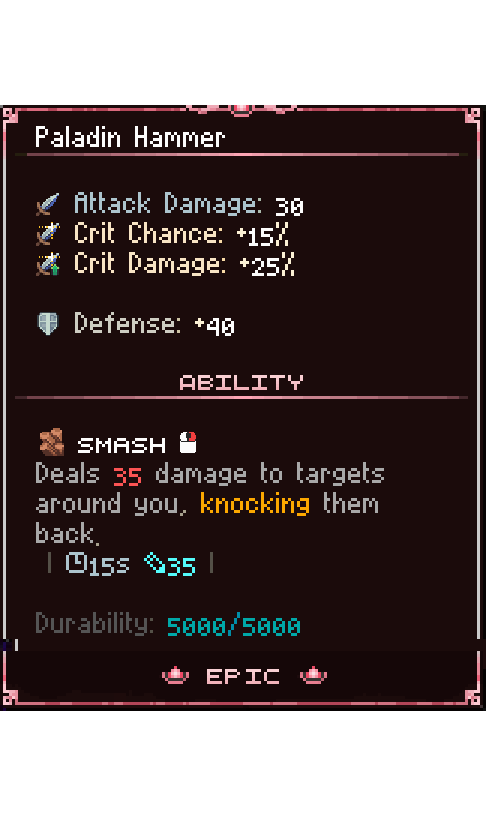 Paladin Hammer
Attack Damage: 30
Crit Chance: +15%
Crit Damage: +25%
Defense: +40
ABILITY
SMASH
Deals 35 damage to targets
around you, knocking them
back.
| 15s 35 |
Durability: 5000/5000
EPIC